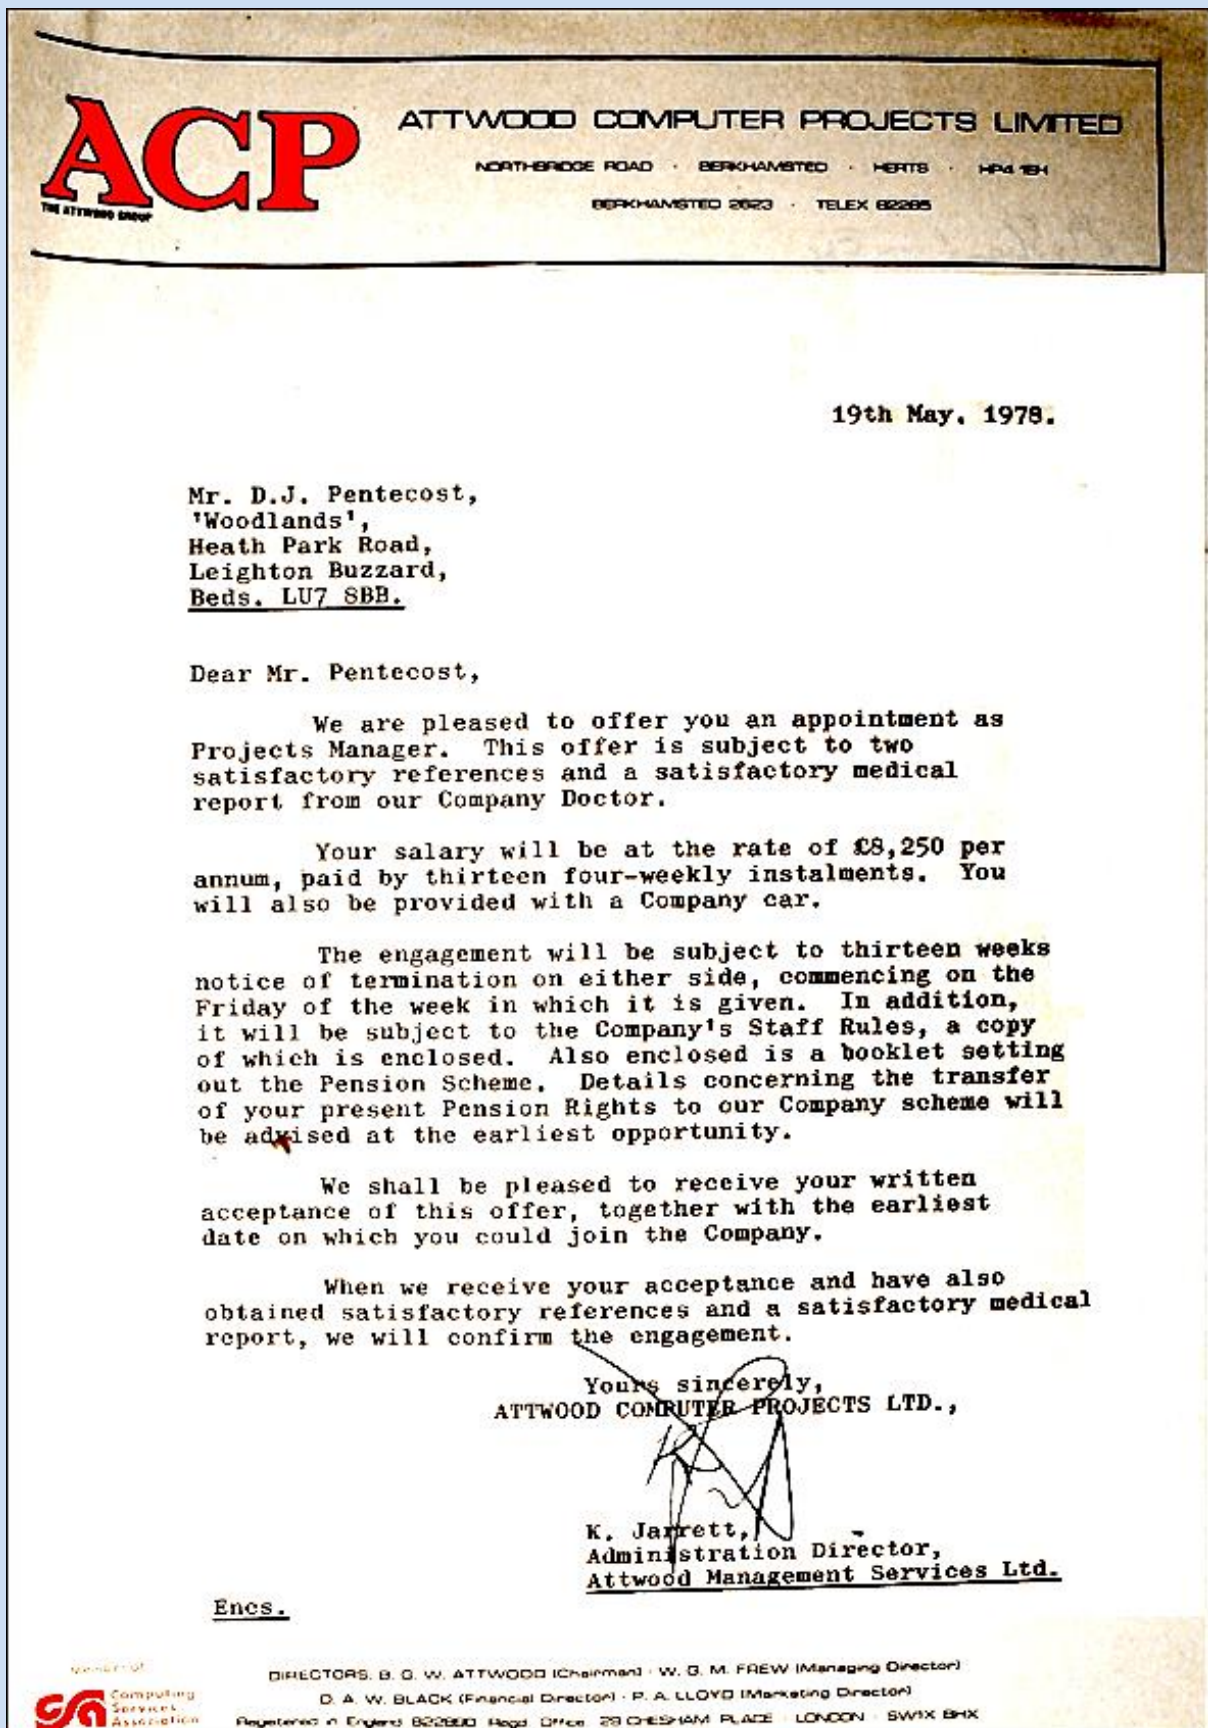 ACP
THE ATTWOOD GROUP
ATTWOOD COMPUTER PROJECTS LIMITED
NORTHBRIDGE ROAD · BERKHAMSTED · HERTS · HP4 1EH
BERKHAMSTED 2623 · TELEX 82285
19th May. 1978.
Mr. D.J. Pentecost,
'Woodlands',
Heath Park Road,
Leighton Buzzard,
Beds. LU7 8BB.
Dear Mr. Pentecost,
We are pleased to offer you an appointment as
Projects Manager. This offer is subject to two
satisfactory references and a satisfactory medical
report from our Company Doctor.
Your salary will be at the rate of £8,250 per
annum, paid by thirteen four-weekly instalments. You
will also be provided with a Company car.
The engagement will be subject to thirteen weeks
notice of termination on either side, commencing on the
Friday of the week in which it is given. In addition,
it will be subject to the Company's Staff Rules, a copy
of which is enclosed. Also enclosed is a booklet setting
out the Pension Scheme. Details concerning the transfer
of your present Pension Rights to our Company scheme will
be advised at the earliest opportunity.
We shall be pleased to receive your written
acceptance of this offer, together with the earliest
date on which you could join the Company.
When we receive your acceptance and have also
obtained satisfactory references and a satisfactory medical
report, we will confirm the engagement.
Yours sincerely,
ATTWOOD COMPUTER PROJECTS LTD.,
K. Jarrett,
Administration Director,
Attwood Management Services Ltd.
Encs.
Member of
Computing
Services
Association
DIRECTORS. B. G. W. ATTWOOD (Chairman) · W. G. M. FREW (Managing Director)
D. A. W. BLACK (Financial Director) · P. A. LLOYD (Marketing Director)
Registered in England Regd. Office 29 CHESHAM PLACE LONDON SW1X 8HX